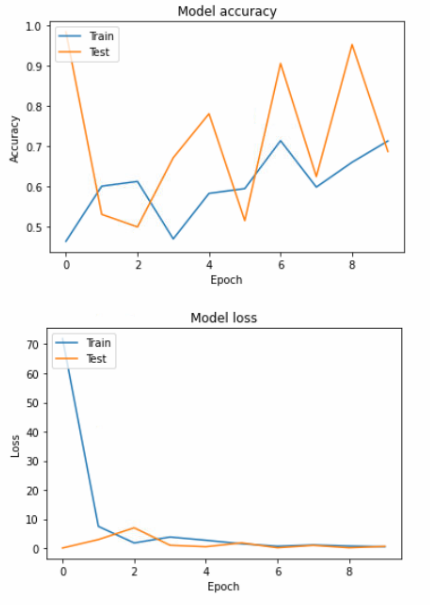 Model accuracy
1.0
0.9
0.8
0.7
0.6
0.5
Accuracy
Train
Test
0 2 4 6 8
Epoch
Model loss
70
60
50
40
30
20
10
0
Loss
Train
Test
0 2 4 6 8
Epoch